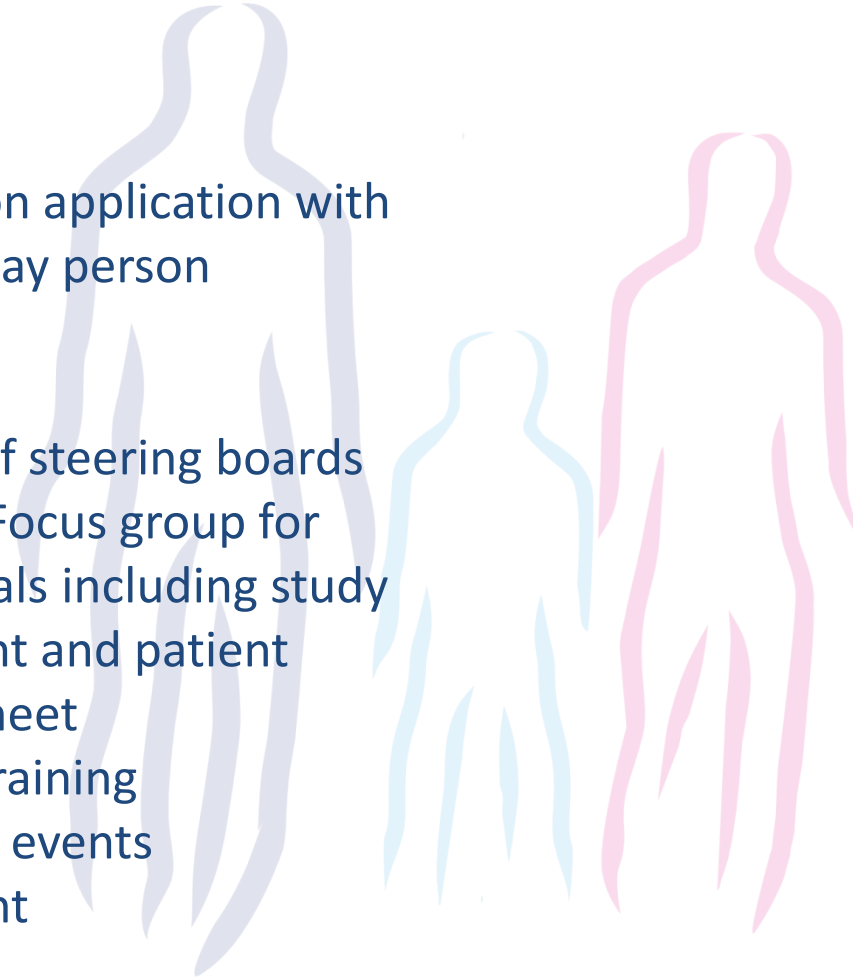 on application with
ay person
f steering boards
Focus group for
als including study
nt and patient
eet
raining
events
nt